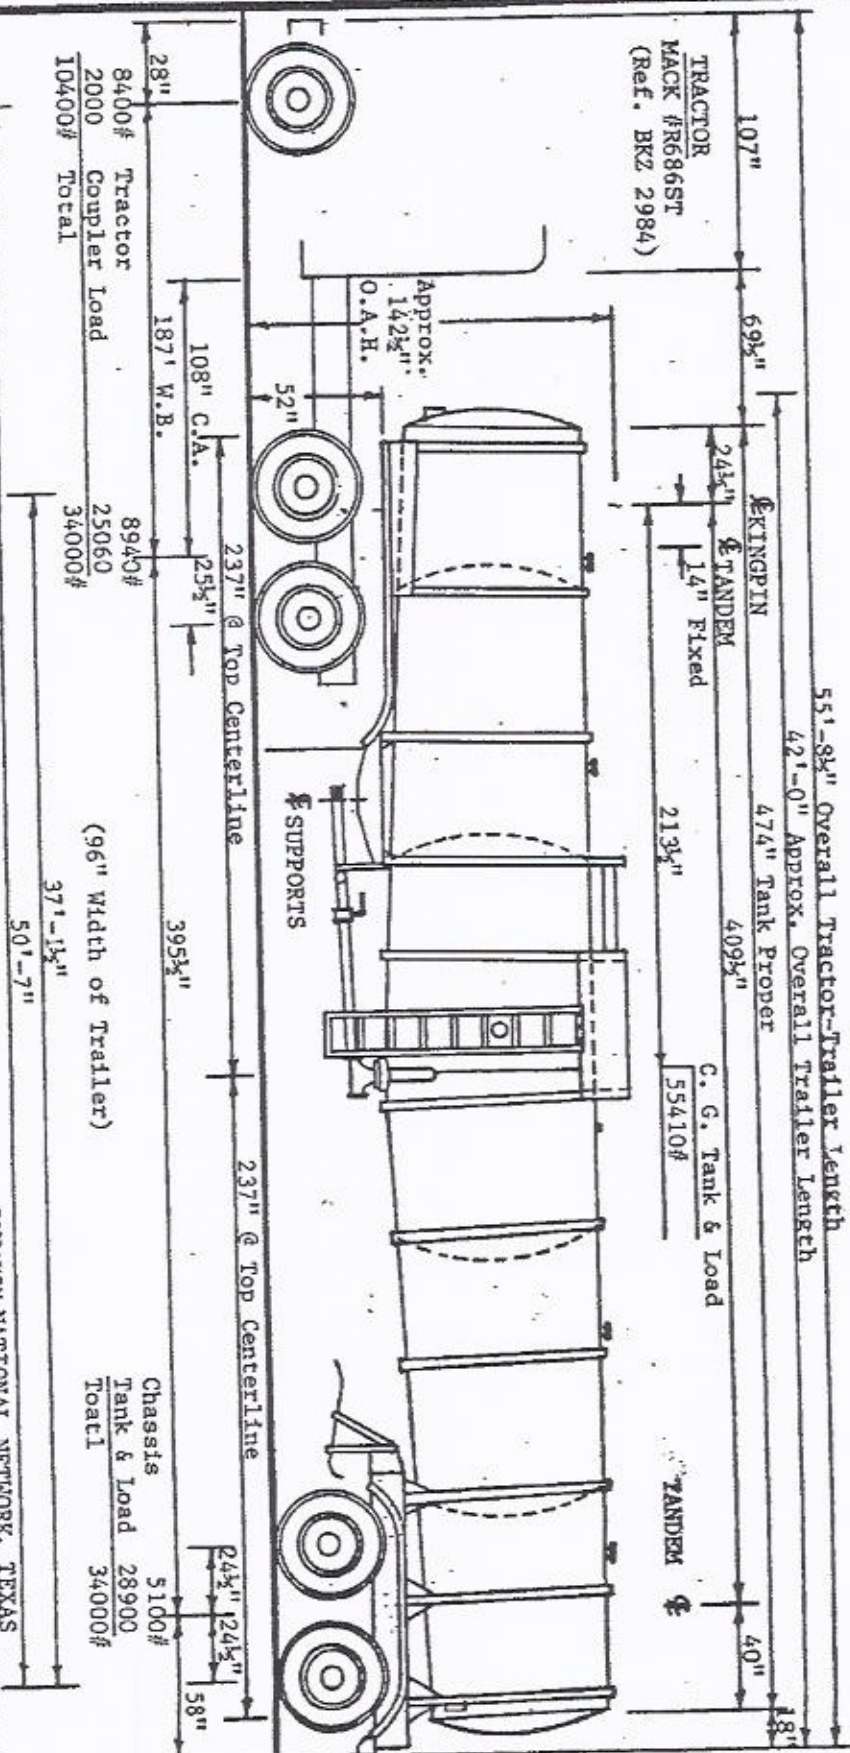 55'-8¼" Overall Tractor-Trailer Length
42'-0" Approx. Overall Trailer Length
474" Tank Proper
18"
107"
69½"
℄KINGPIN
409½"
40"
24½"
℄TANDEM
14" Fixed
213½"
C. G. Tank & Load
55410#
TANDEM ℄
TRACTOR
MACK #R686ST
(Ref. BKZ 2984)
Approx.
142½"
O.A.H.
52"
℄ SUPPORTS
237" @ Top Centerline
237" @ Top Centerline
108" C.A.
25½"
24½"
24½"
28"
187' W.B.
395½"
58"
8400# Tractor
2000 Coupler Load
10400# Total
8940#
25060
34000#
(96" Width of Trailer)
Chassis 5100#
Tank & Load 28900
Toatl 34000#
37'-1½"
50'-7"
NATIONAL NETWORK, TEXAS